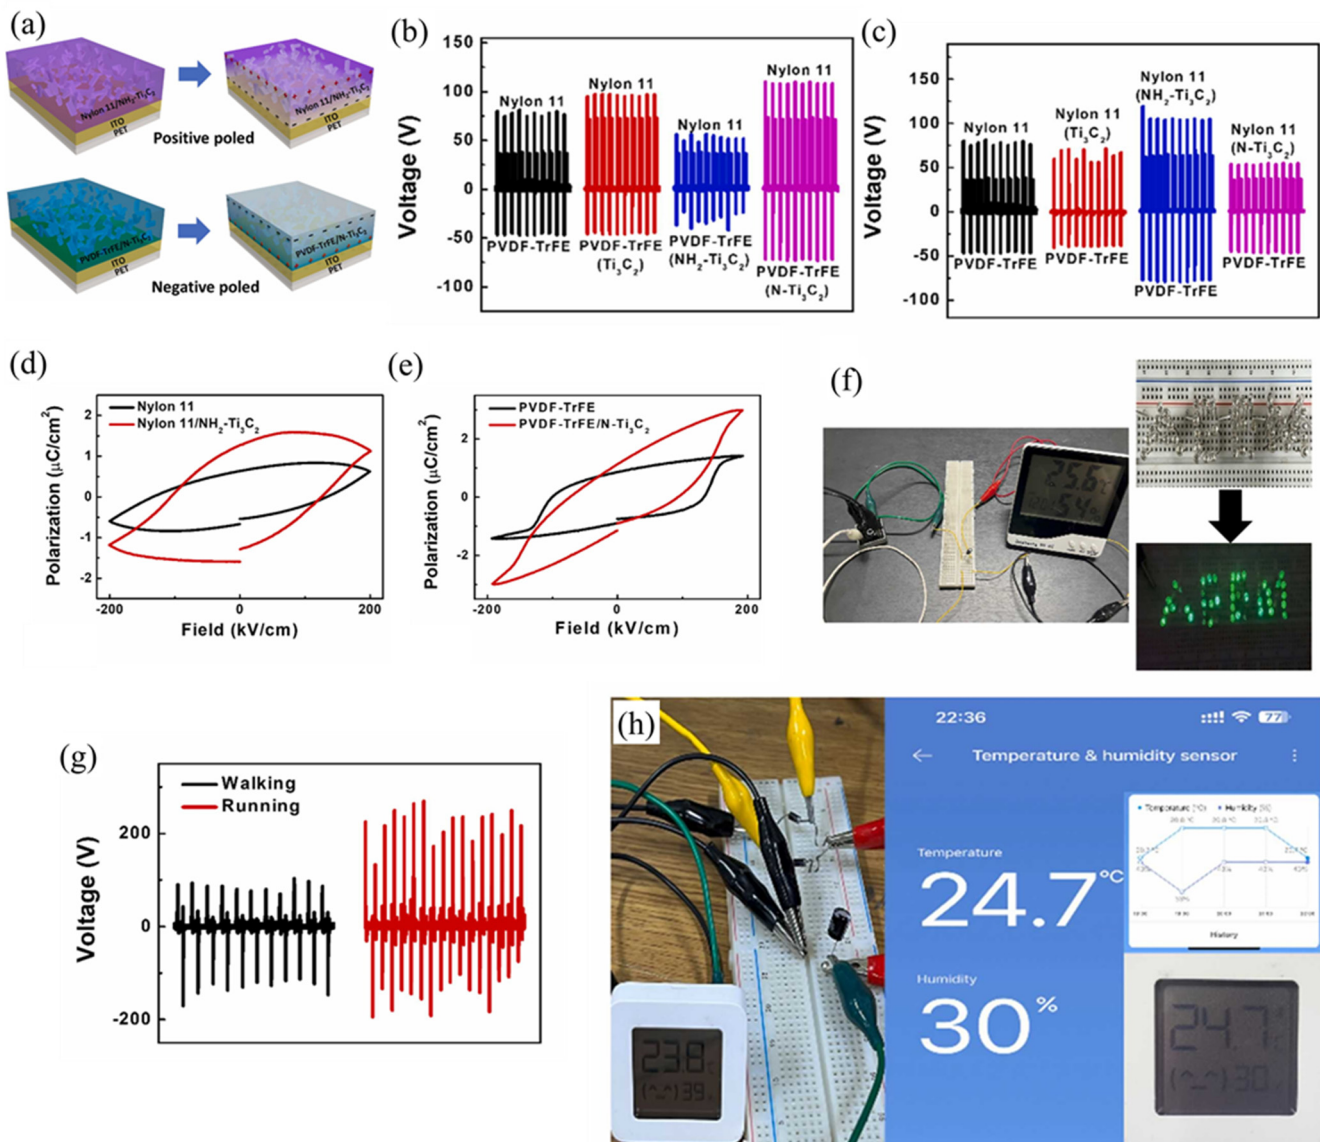 (a)
Nylon 11/NH₂-Ti₃C₂
ITO
PET
Nylon 11/NH₂-Ti₃C₂
ITO
PET
Positive poled
PVDF-TrFE/N-Ti₃C₂
ITO
PET
PVDF-TrFE/N-Ti₃C₂
ITO
PET
Negative poled
(b)
Voltage (V)
150
100
50
0
-50
-100
Nylon 11
Nylon 11
Nylon 11
Nylon 11
PVDF-TrFE
PVDF-TrFE
(Ti₃C₂)
PVDF-TrFE
(NH₂-Ti₃C₂)
PVDF-TrFE
(N-Ti₃C₂)
(c)
Voltage (V)
150
100
50
0
-50
-100
Nylon 11
Nylon 11
(Ti₃C₂)
Nylon 11
(NH₂-Ti₃C₂)
Nylon 11
(N-Ti₃C₂)
PVDF-TrFE
PVDF-TrFE
PVDF-TrFE
PVDF-TrFE
(d)
Polarization (μC/cm²)
2
1
0
-1
-2
Nylon 11
Nylon 11/NH₂-Ti₃C₂
-200
0
200
Field (kV/cm)
(e)
Polarization (μC/cm²)
2
0
-2
PVDF-TrFE
PVDF-TrFE/N-Ti₃C₂
-200
0
200
Field (kV/cm)
(f)
25.6
APEM
(g)
Voltage (V)
200
0
-200
Walking
Running
(h)
23.8
(^_^) 39
22:36
77
Temperature & humidity sensor
Temperature
24.7 °C
Humidity
30 %
Temperature (°C) Humidity (%)
History
24.7
(^_^) 30